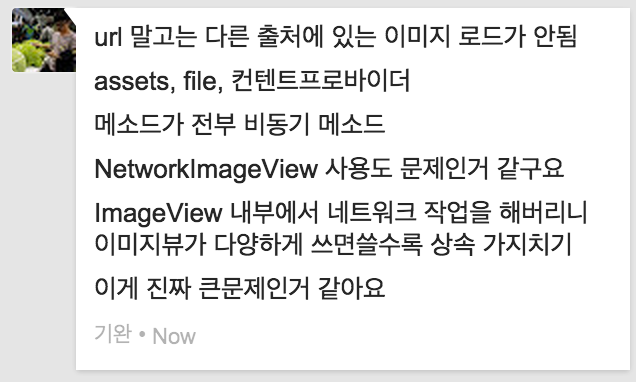 url 말고는 다른 출처에 있는 이미지 로드가 안됨
assets, file, 컨텐트프로바이더
메소드가 전부 비동기 메소드
NetworkImageView 사용도 문제인거 같구요
ImageView 내부에서 네트워크 작업을 해버리니
이미지뷰가 다양하게 쓰면쓸수록 상속 가지치기
이게 진짜 큰문제인거 같아요
기완 • Now